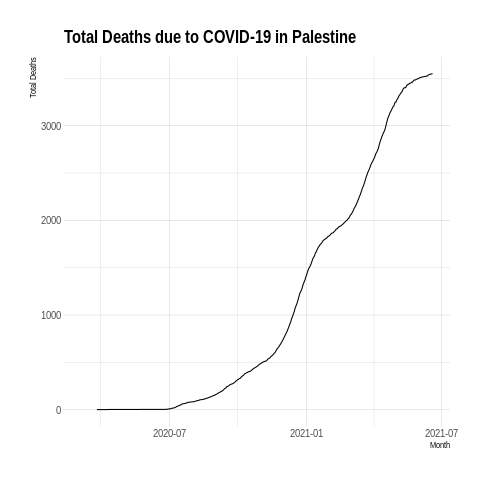 Total Deaths due to COVID-19 in Palestine
Total Deaths
3000
2000
1000
0
2020-07 2021-01 2021-07
Month